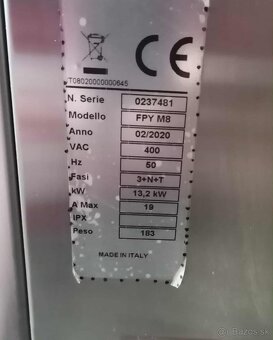 CE
T08020000000645
N. Serie 0237481
Modello FPY M8
Anno 02/2020
VAC 400
Hz 50
Fasi 3+N+T
kW 13,2 kW
A Max 19
IPX
Peso 183
MADE IN ITALY
Bazos.sk